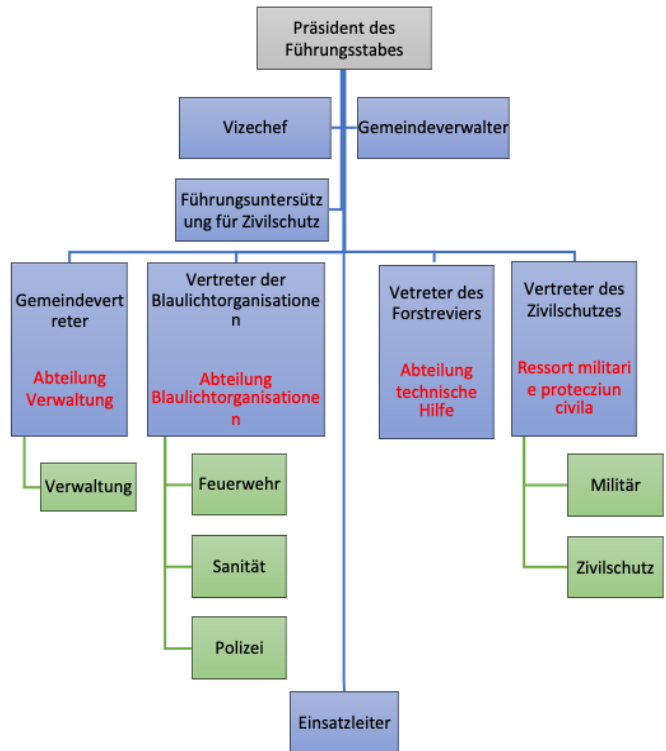 Präsident des
Führungsstabes
Vizechef
Gemeindeverwalter
Führungsunterstütz
ung für Zivilschutz
Gemeindevert
reter
Abteilung
Verwaltung
Vertreter der
Blaulichtorganisatione
n
Abteilung
Blaulichtorganisatione
n
Vetreter des
Forstreviers
Abteilung
technische
Hilfe
Vertreter des
Zivilschutzes
Ressort militari
e protecziun
civila
Verwaltung
Feuerwehr
Sanität
Polizei
Militär
Zivilschutz
Einsatzleiter